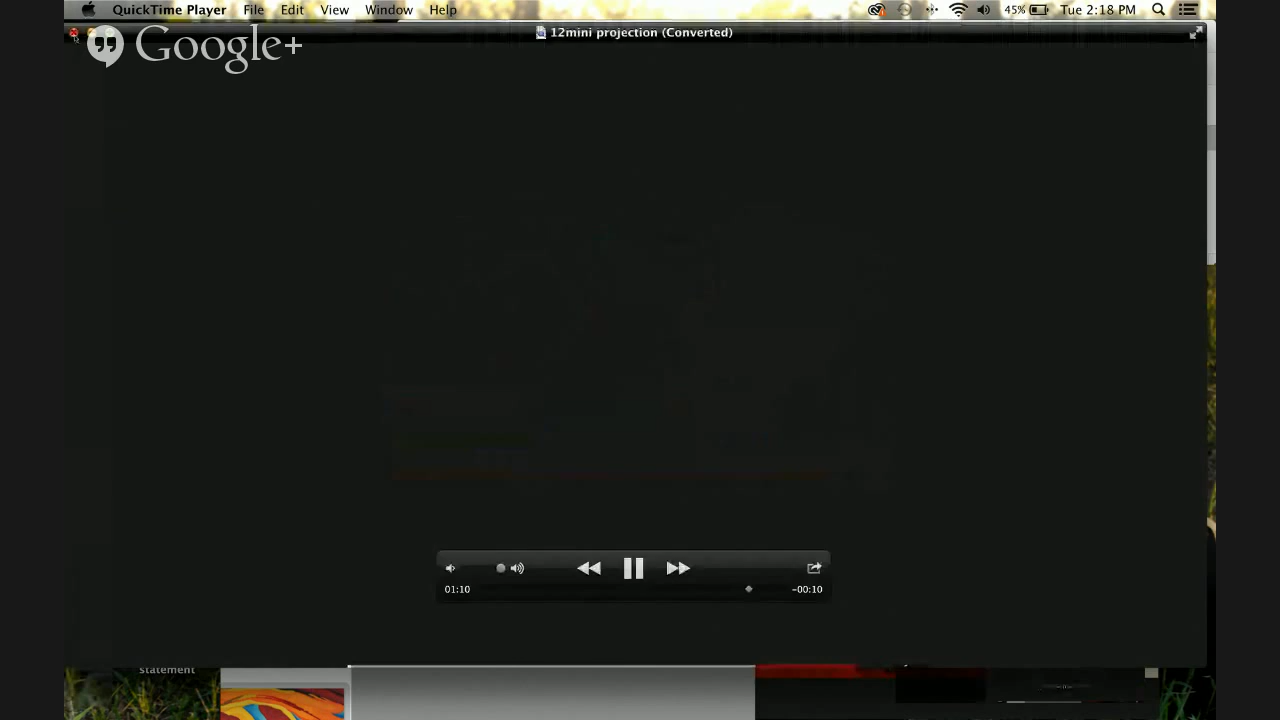 QuickTime Player File Edit View Window Help 45% Tue 2:18 PM
Google+
12mini projection (Converted)
01:10 -00:10
statement